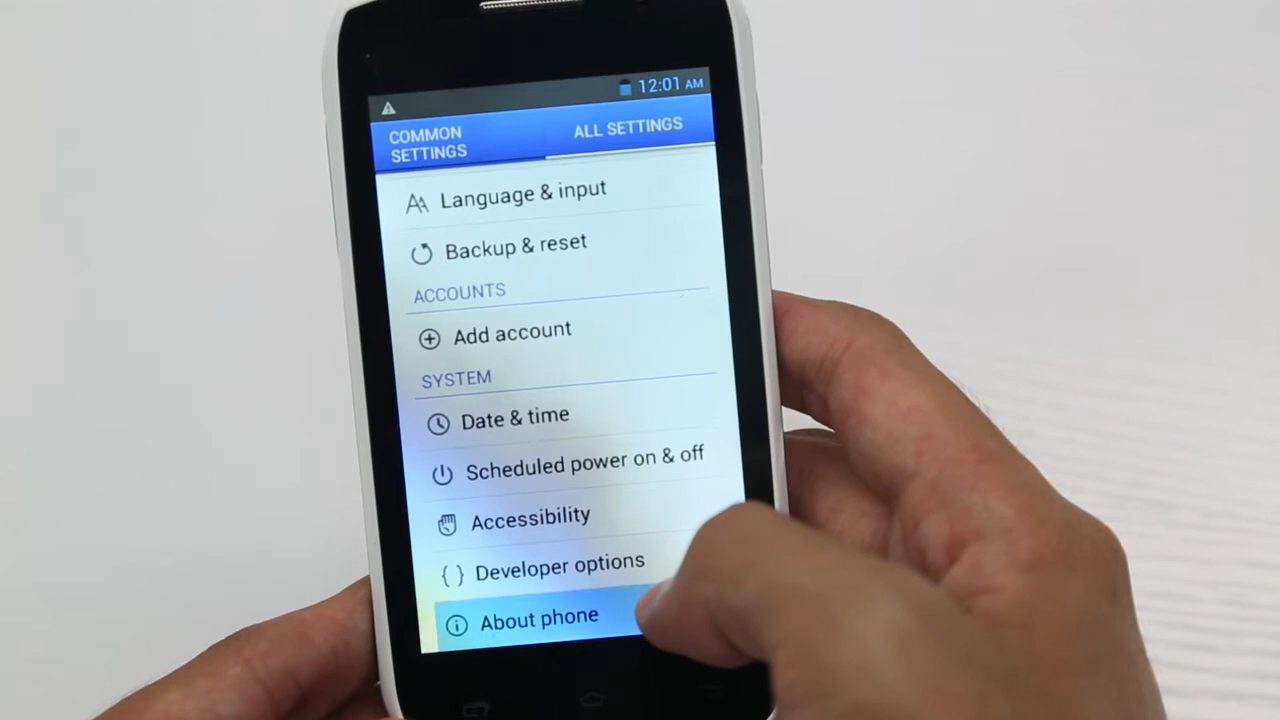 12:01 AM
COMMON
SETTINGS
ALL SETTINGS
Language & input
Backup & reset
ACCOUNTS
Add account
SYSTEM
Date & time
Scheduled power on & off
Accessibility
{ } Developer options
About phone